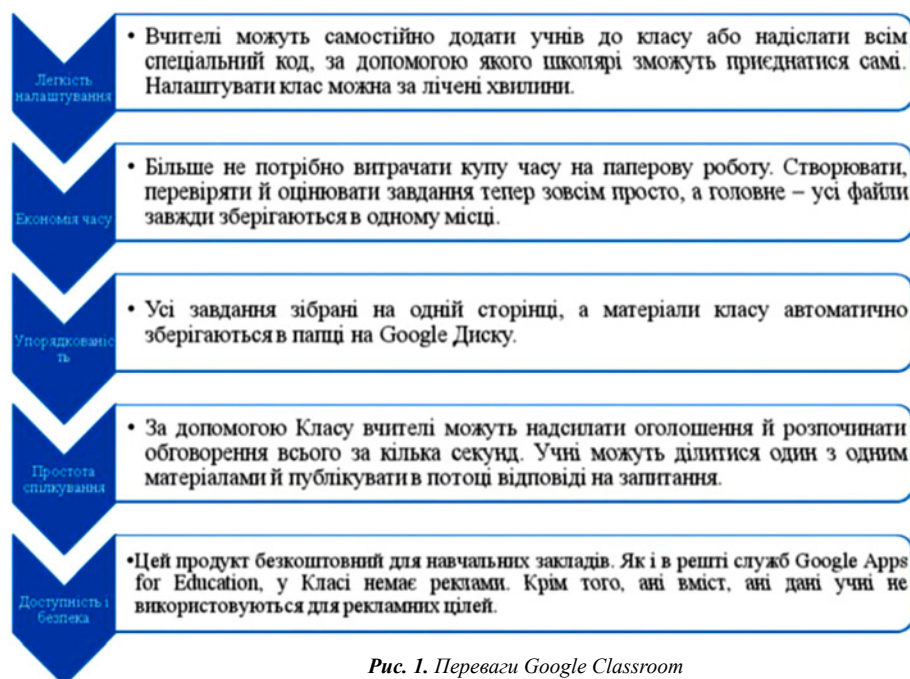 Легкість
налаштування
• Вчителі можуть самостійно додати учнів до класу або надіслати всім
спеціальний код, за допомогою якого школярі зможуть приєднатися самі.
Налаштувати клас можна за лічені хвилини.
Економія часу
• Більше не потрібно витрачати купу часу на паперову роботу. Створювати,
перевіряти й оцінювати завдання тепер зовсім просто, а головне – усі файли
завжди зберігаються в одному місці.
Упорядкованіс
ть
• Усі завдання зібрані на одній сторінці, а матеріали класу автоматично
зберігаються в папці на Google Диску.
Простота
спілкування
• За допомогою Класу вчителі можуть надсилати оголошення й розпочинати
обговорення всього за кілька секунд. Учні можуть ділитися один з одним
матеріалами й публікувати в потоці відповіді на запитання.
Доступність і
безпека
•Цей продукт безкоштовний для навчальних закладів. Як і в решті служб Google Apps
for Education, у Класі немає реклами. Крім того, ані вміст, ані дані учні не
використовуються для рекламних цілей.
Рис. 1. Переваги Google Classroom